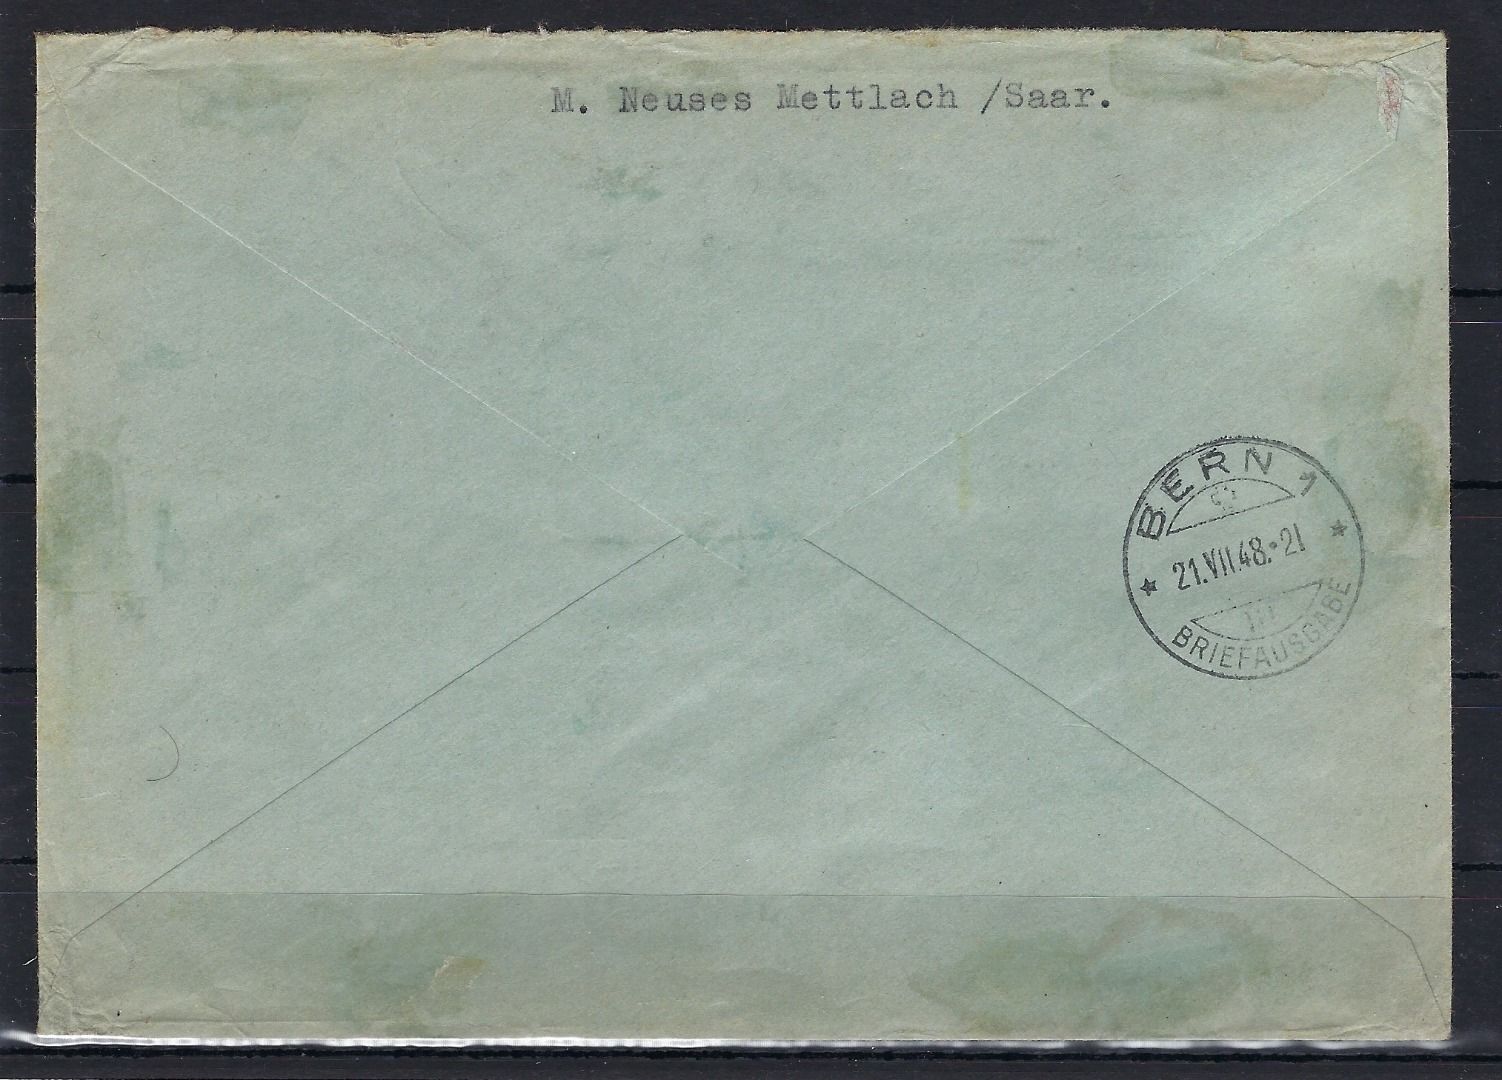 M. Neuses Mettlach /Saar.
BERN 1
21.VII.48.-21
BRIEFAUSGABE